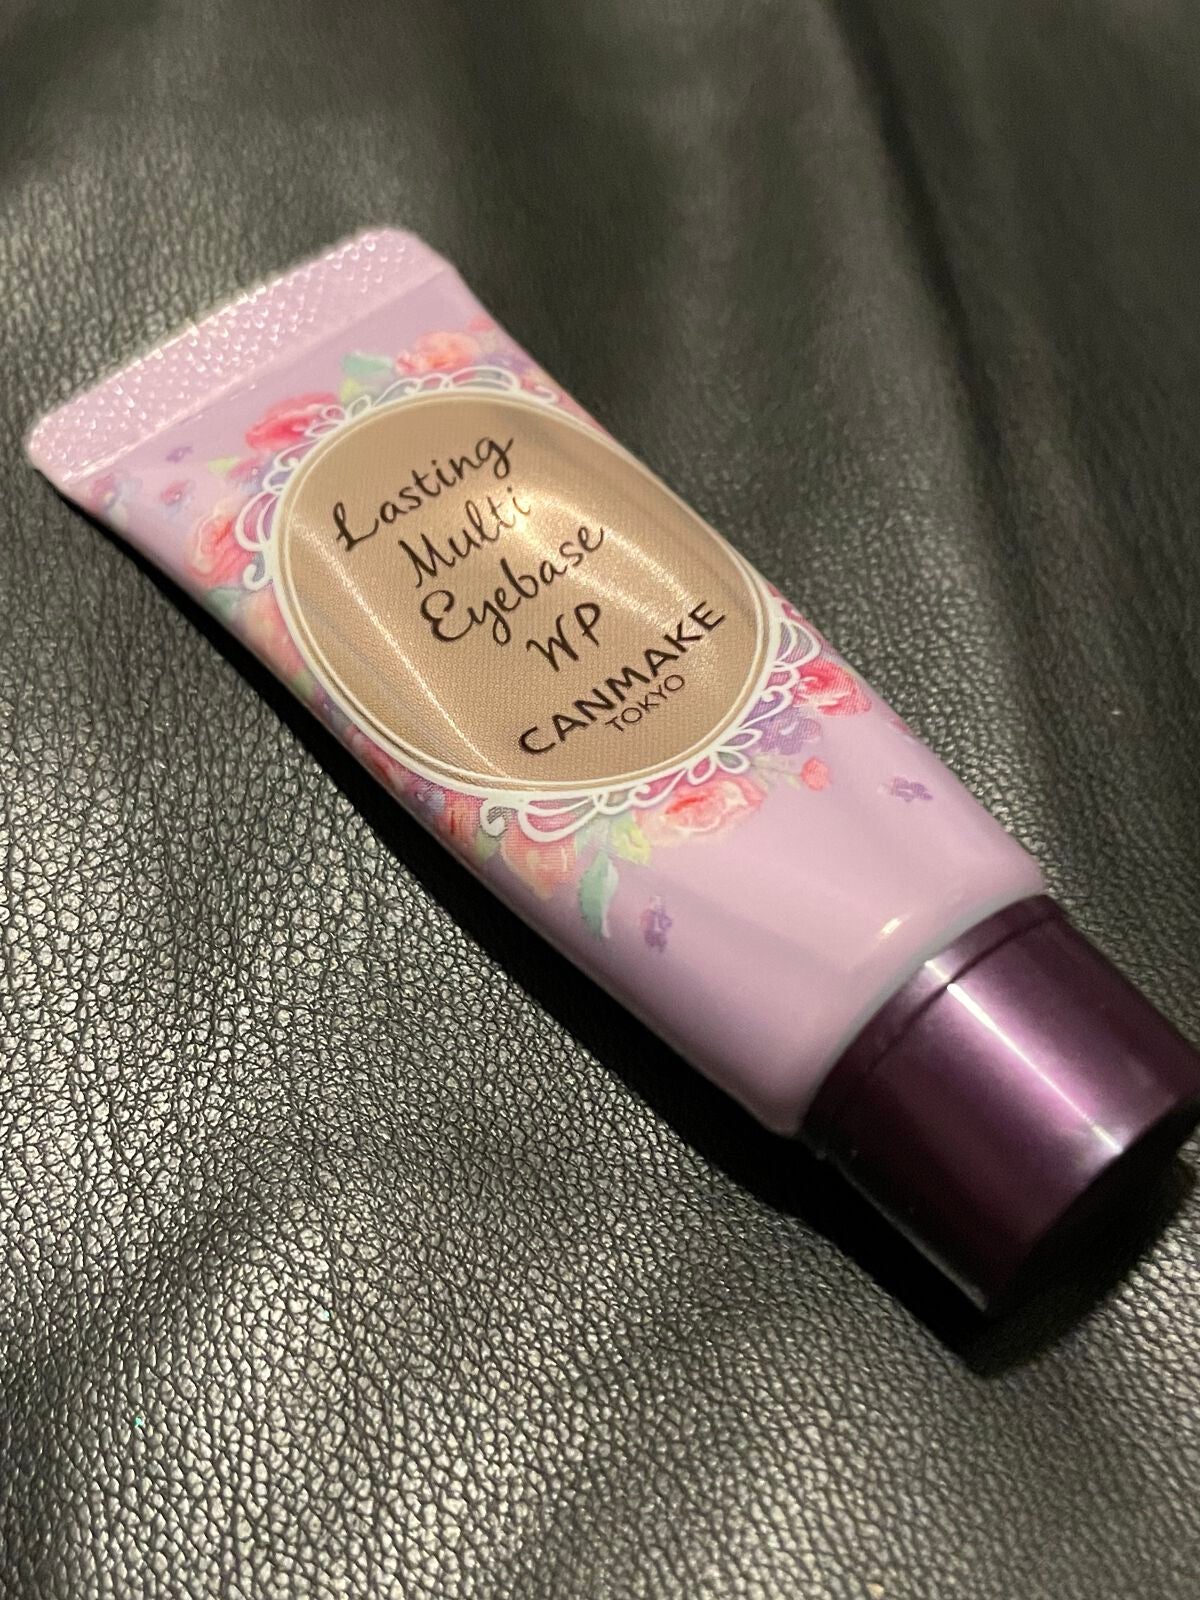 Lasting
Multi
Eyebase
WP
CANMAKE
TOKYO